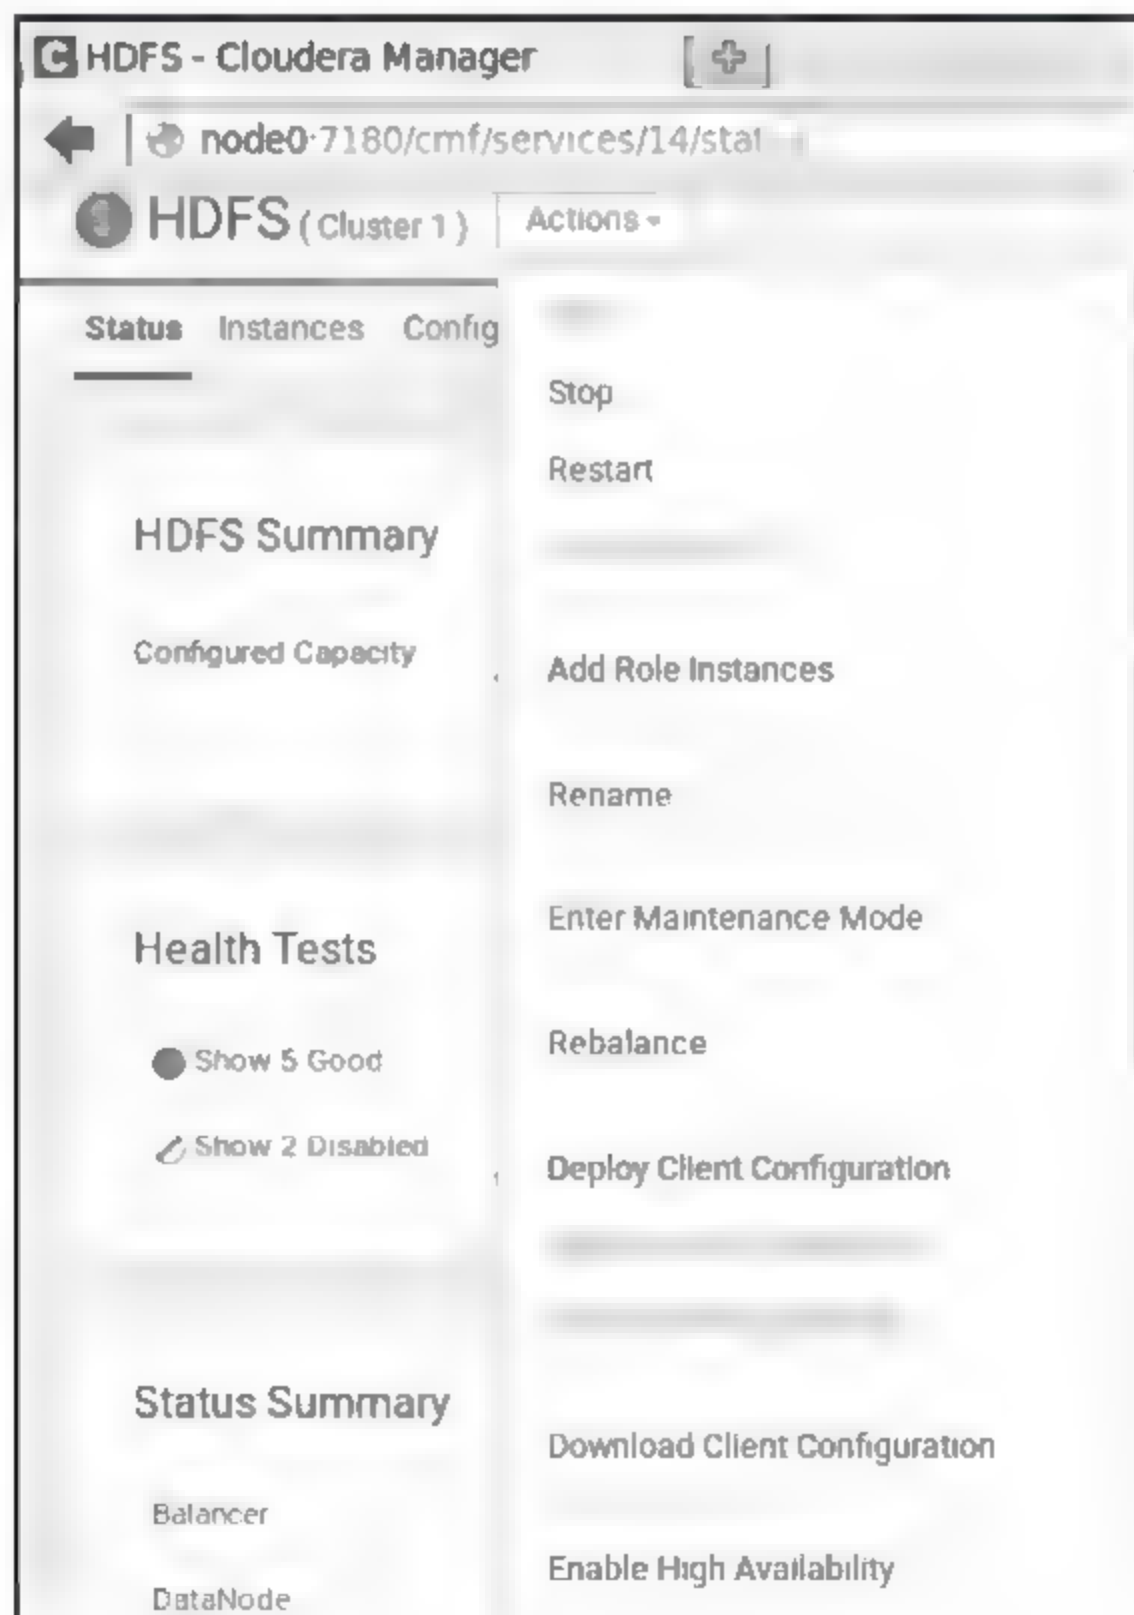 HDFS - Cloudera Manager
node0:7180/cmf/services/14/stat
HDFS ( Cluster 1 ) Actions
Status Instances Config
Stop
Restart
HDFS Summary
Configured Capacity
Add Role Instances
Rename
Enter Maintenance Mode
Health Tests
Rebalance
Show 5 Good
Show 2 Disabled
Deploy Client Configuration
Status Summary
Download Client Configuration
Balancer
Enable High Availability
DataNode